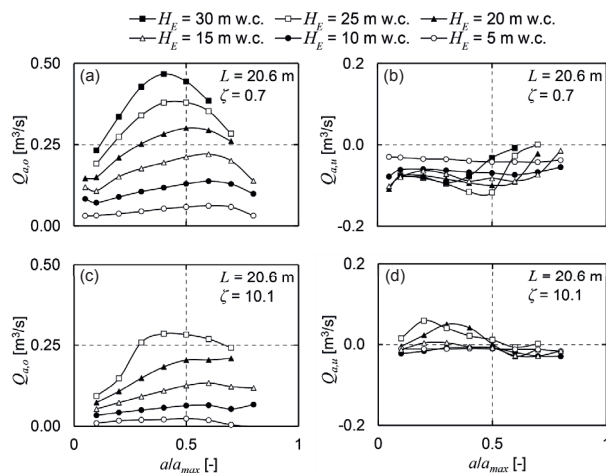 H_E = 30 m w.c. H_E = 25 m w.c. H_E = 20 m w.c.
H_E = 15 m w.c. H_E = 10 m w.c. H_E = 5 m w.c.
(a) L = 20.6 m
ζ = 0.7
0.50
0.25
0.00
Q_a,o [m³/s]
(b) L = 20.6 m
ζ = 0.7
0.2
0.0
-0.2
Q_a,u [m³/s]
(c) L = 20.6 m
ζ = 10.1
0.50
0.25
0.00
Q_a,o [m³/s]
0 0.5 1
a/a_max [-]
(d) L = 20.6 m
ζ = 10.1
0.2
0.0
-0.2
Q_a,u [m³/s]
0 0.5 1
a/a_max [-]